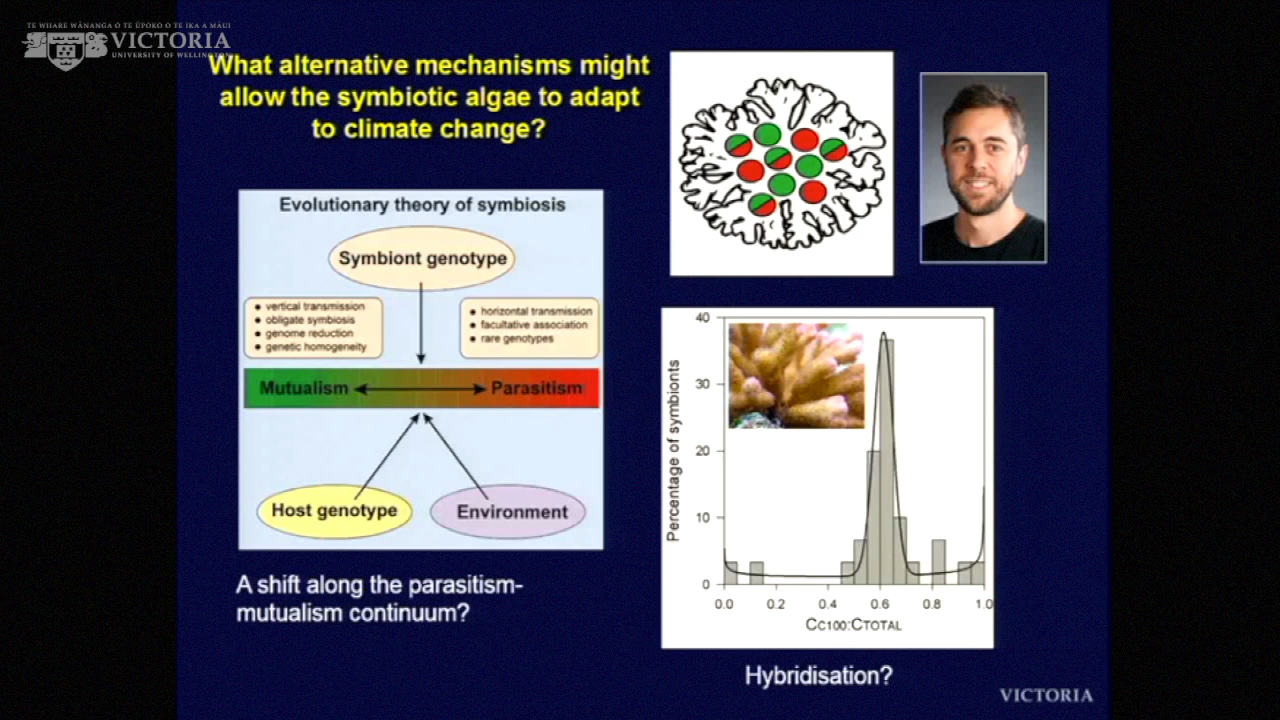 TE WHARE WĀNANGA O TE ŪPOKO O TE IKA A MĀUI
VICTORIA
UNIVERSITY OF WELLINGTON
What alternative mechanisms might
allow the symbiotic algae to adapt
to climate change?
Evolutionary theory of symbiosis
Symbiont genotype
• vertical transmission
• obligate symbiosis
• genome reduction
• genetic homogeneity
• horizontal transmission
• facultative association
• rare genotypes
Mutualism
Parasitism
Host genotype
Environment
A shift along the parasitism-
mutualism continuum?
Percentage of symbionts
40
30
20
10
0
0.0 0.2 0.4 0.6 0.8 1.0
CC100:CTOTAL
Hybridisation?
VICTORIA